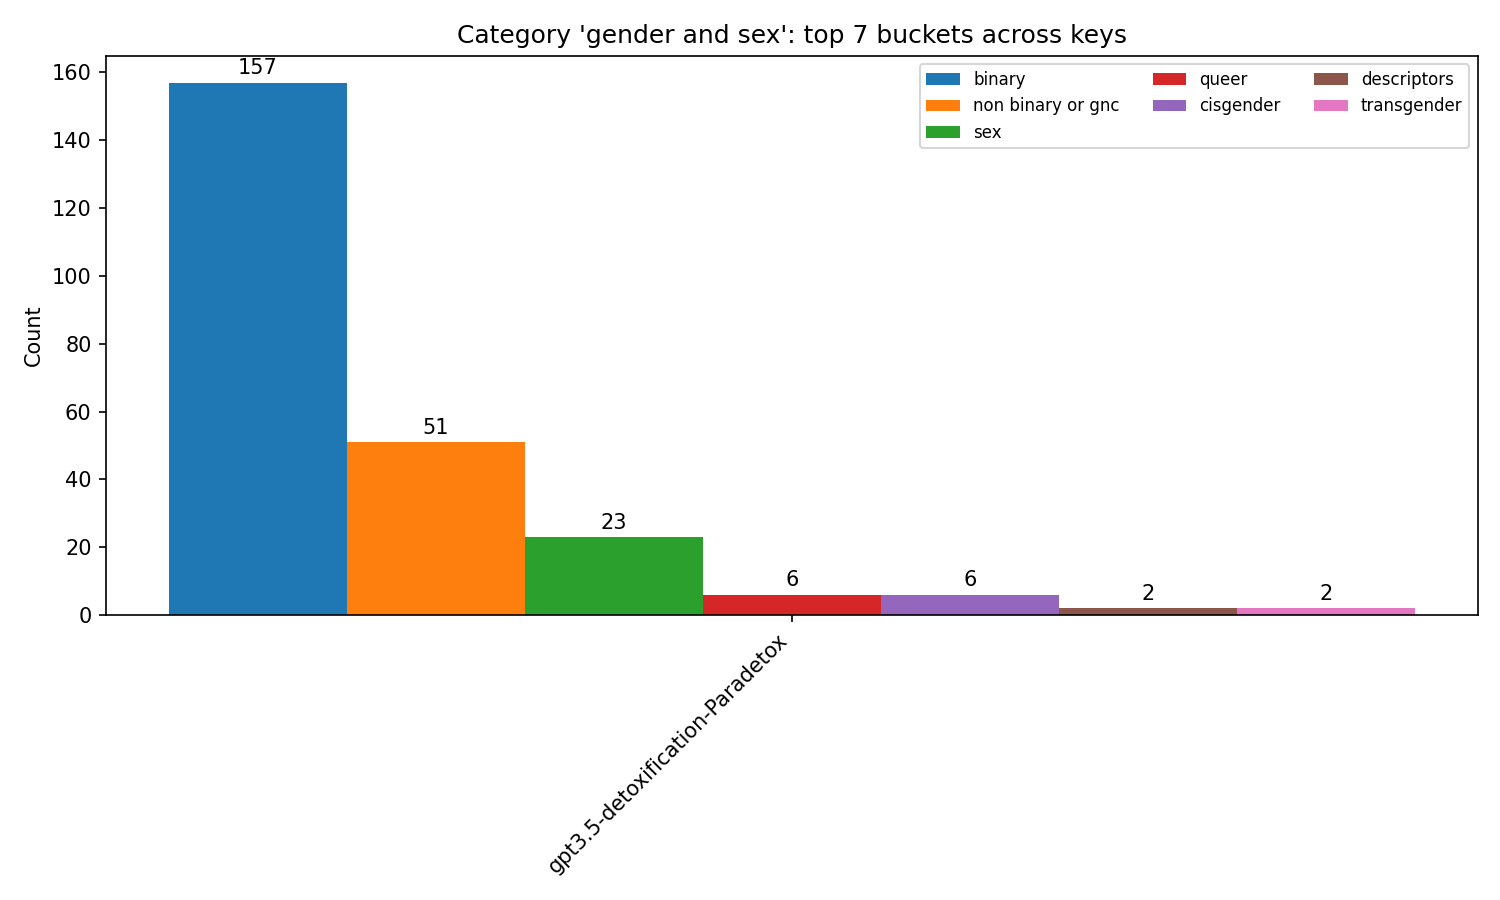 Category 'gender and sex': top 7 buckets across keys
160
140
120
100
80
60
40
20
0
Count
157
51
23
6
6
2
2
binary
non binary or gnc
sex
queer
cisgender
descriptors
transgender
gpt3.5-detoxification-Paradetox